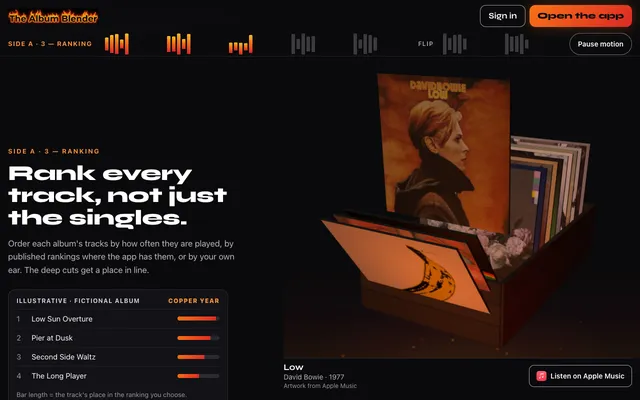 The Album Blender
Sign in
Open the app
SIDE A · 3 — RANKING
FLIP
Pause motion
SIDE A · 3 — RANKING
Rank every
track, not just
the singles.
Order each album's tracks by how often they are played, by
published rankings where the app has them, or by your own
ear. The deep cuts get a place in line.
ILLUSTRATIVE · FICTIONAL ALBUM
COPPER YEAR
1 Low Sun Overture
2 Pier at Dusk
3 Second Side Waltz
4 The Long Player
Bar length = the track's place in the ranking you choose.
DAVID BOWIE
LOW
Low
David Bowie · 1977
Artwork from Apple Music
Listen on Apple Music